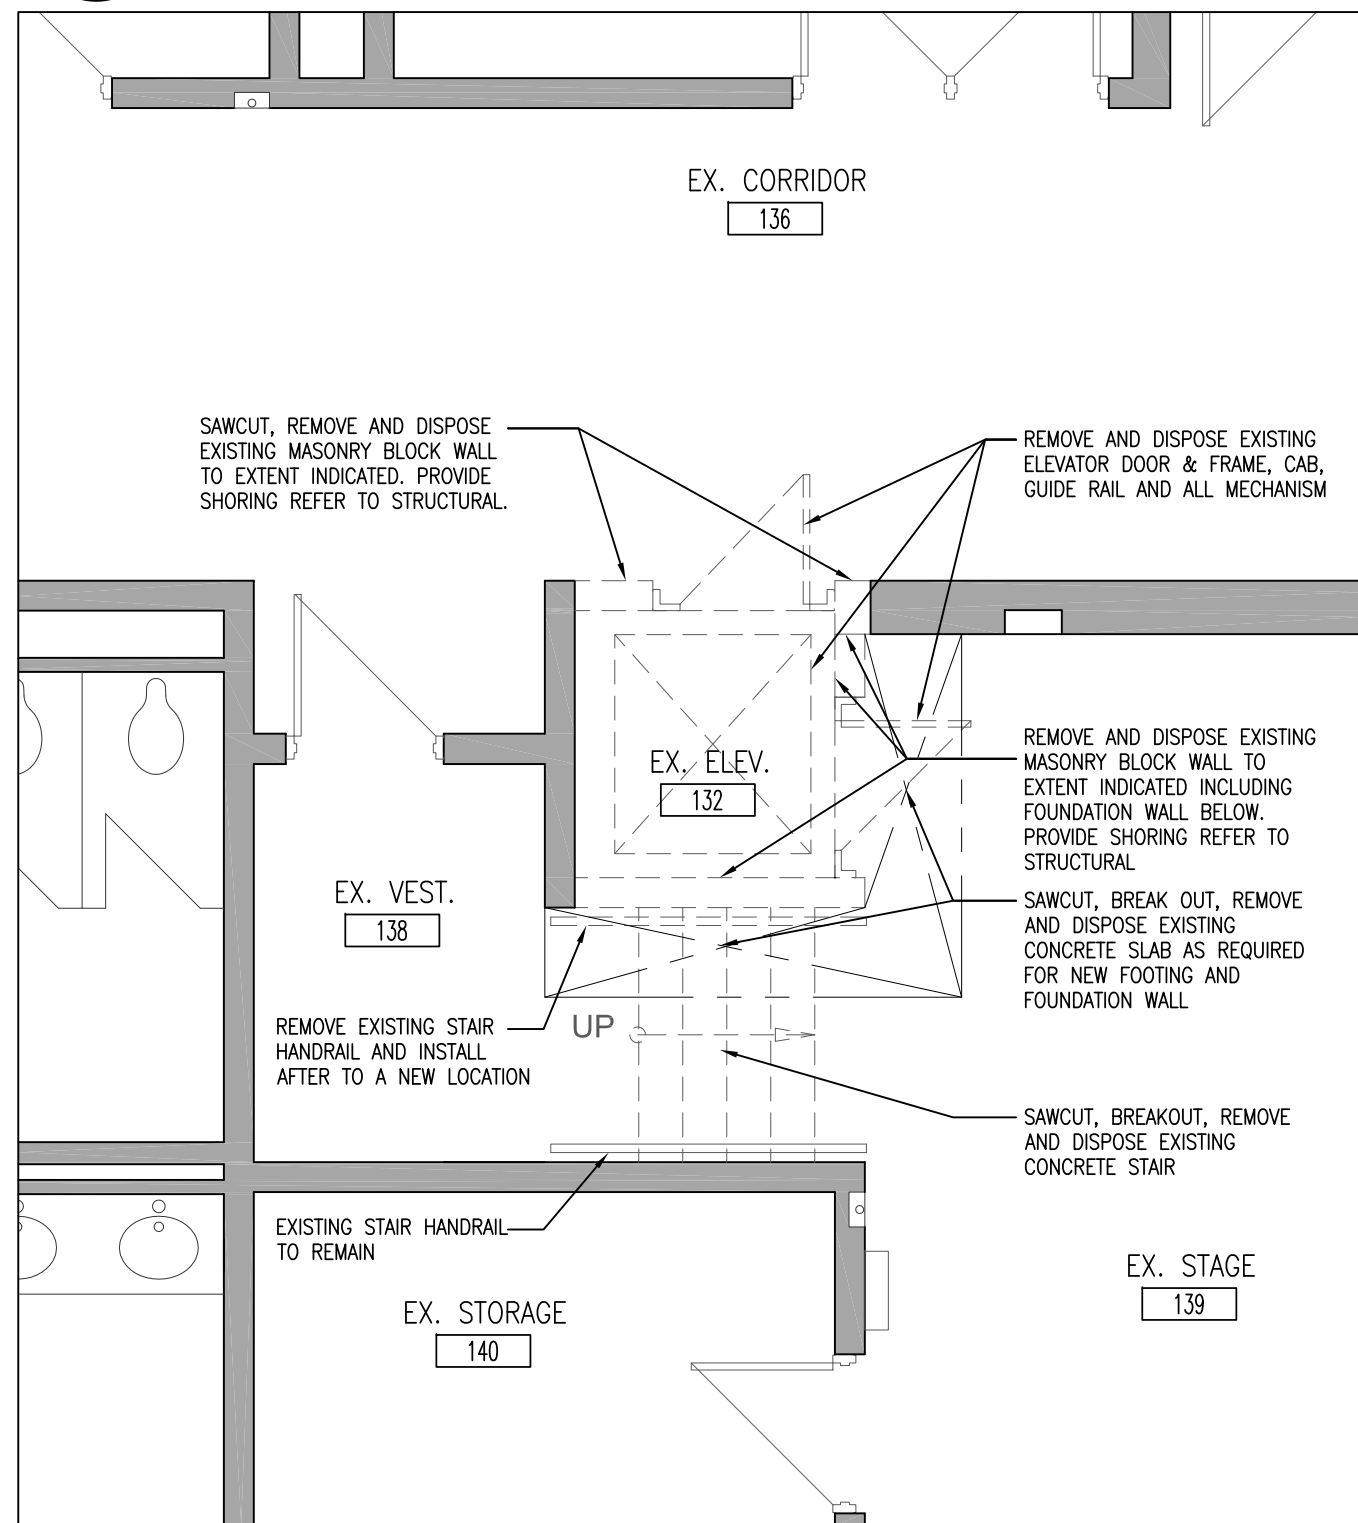 EX. CORRIDOR
136
SAWCUT, REMOVE AND DISPOSE
EXISTING MASONRY BLOCK WALL
TO EXTENT INDICATED. PROVIDE
SHORING REFER TO STRUCTURAL.
REMOVE AND DISPOSE EXISTING
ELEVATOR DOOR & FRAME, CAB,
GUIDE RAIL AND ALL MECHANISM
EX. ELEV.
132
REMOVE AND DISPOSE EXISTING
MASONRY BLOCK WALL TO
EXTENT INDICATED INCLUDING
FOUNDATION WALL BELOW.
PROVIDE SHORING REFER TO
STRUCTURAL
EX. VEST.
138
SAWCUT, BREAK OUT, REMOVE
AND DISPOSE EXISTING
CONCRETE SLAB AS REQUIRED
FOR NEW FOOTING AND
FOUNDATION WALL
REMOVE EXISTING STAIR
HANDRAIL AND INSTALL
AFTER TO A NEW LOCATION
UP
SAWCUT, BREAKOUT, REMOVE
AND DISPOSE EXISTING
CONCRETE STAIR
EXISTING STAIR HANDRAIL
TO REMAIN
EX. STAGE
139
EX. STORAGE
140